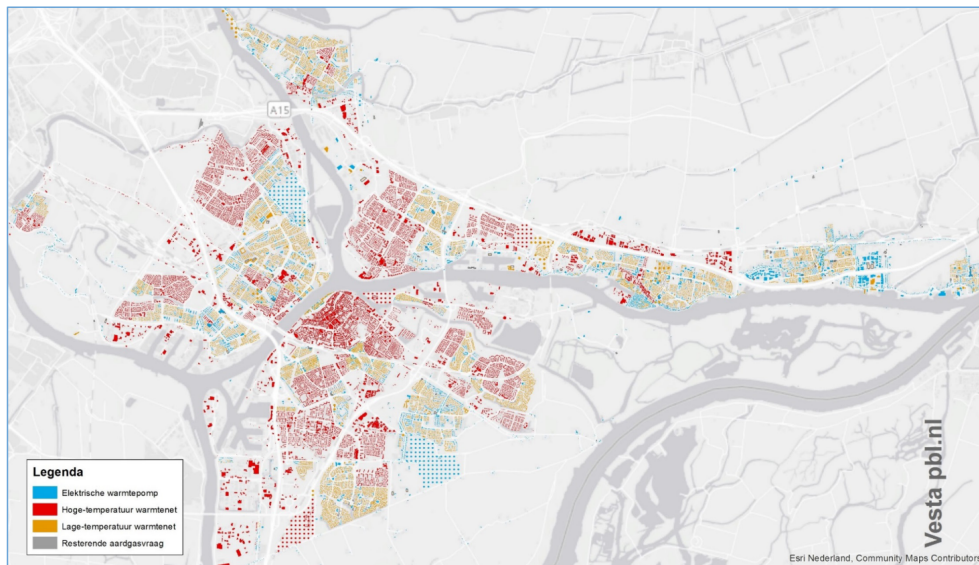 A15
Legenda
Elektrische warmtepomp
Hoge-temperatuur warmtenet
Lage-temperatuur warmtenet
Resterende aardgasvraag
Vesta pbl.nl
Esri Nederland, Community Maps Contributors